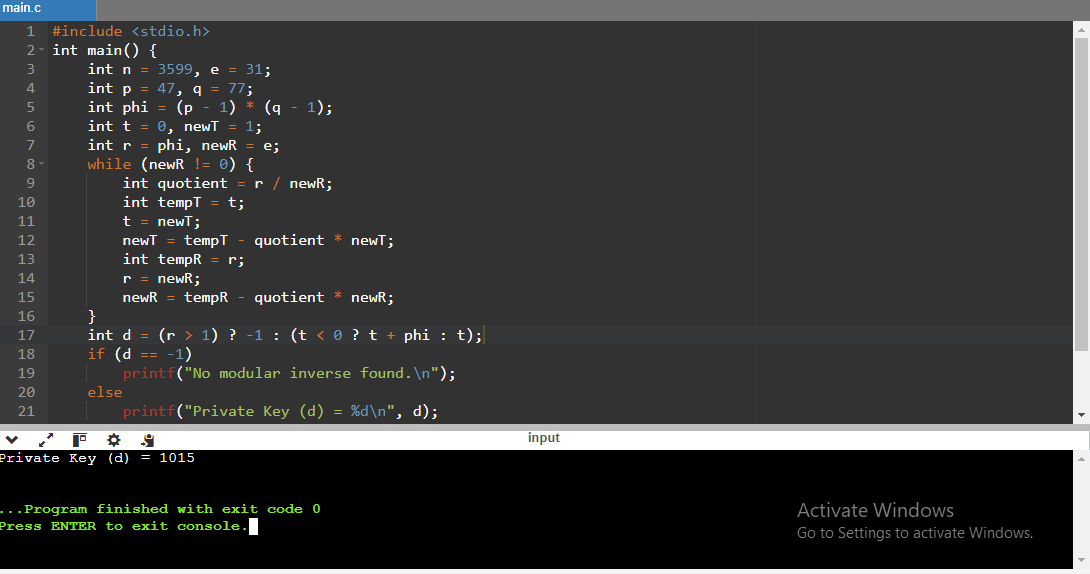 main.c
1 #include <stdio.h>
2 int main() {
3 int n = 3599, e = 31;
4 int p = 47, q = 77;
5 int phi = (p - 1) * (q - 1);
6 int t = 0, newT = 1;
7 int r = phi, newR = e;
8 while (newR != 0) {
9 int quotient = r / newR;
10 int tempT = t;
11 t = newT;
12 newT = tempT - quotient * newT;
13 int tempR = r;
14 r = newR;
15 newR = tempR - quotient * newR;
16 }
17 int d = (r > 1) ? -1 : (t < 0 ? t + phi : t);
18 if (d == -1)
19 printf("No modular inverse found.\n");
20 else
21 printf("Private Key (d) = %d\n", d);
input
Private Key (d) = 1015
...Program finished with exit code 0
Press ENTER to exit console.
Activate Windows
Go to Settings to activate Windows.